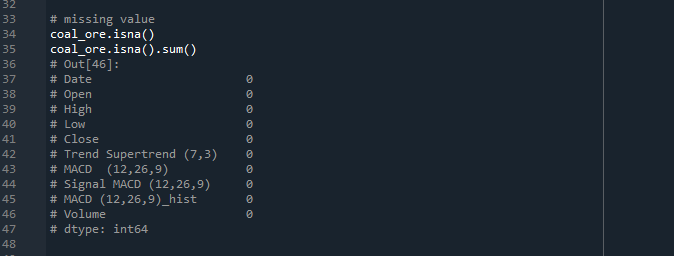 32
33 # missing value
34 coal_ore.isna()
35 coal_ore.isna().sum()
36 # Out[46]:
37 # Date 0
38 # Open 0
39 # High 0
40 # Low 0
41 # Close 0
42 # Trend Supertrend (7,3) 0
43 # MACD  (12,26,9) 0
44 # Signal MACD (12,26,9) 0
45 # MACD (12,26,9)_hist 0
46 # Volume 0
47 # dtype: int64
48